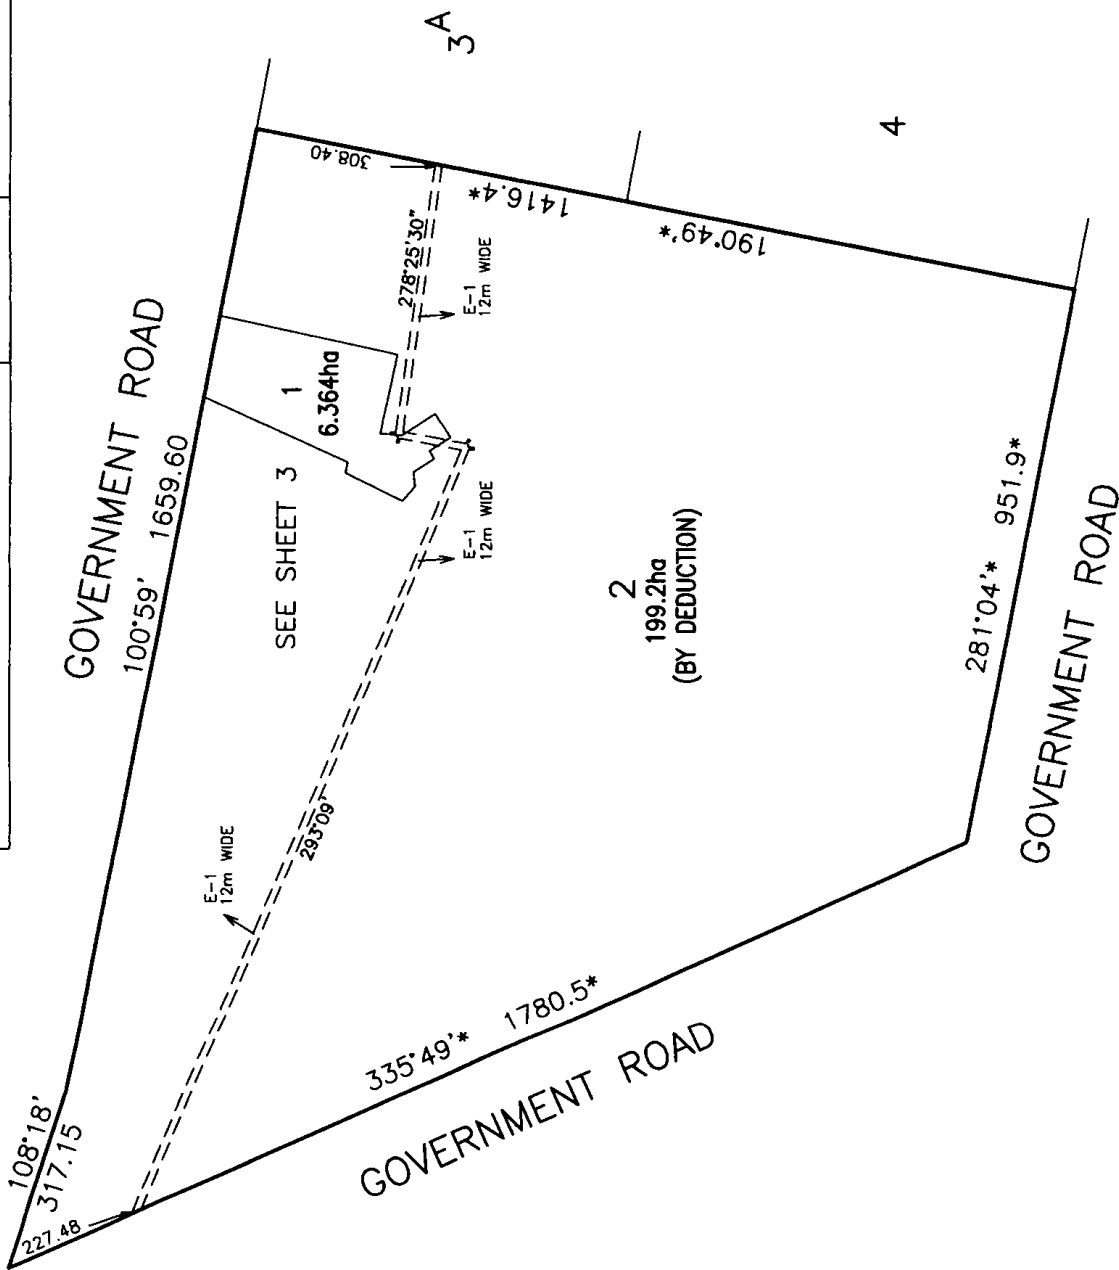 3A
4
GOVERNMENT ROAD
100°59' 1659.60
108°18'
317.15
227.48
308.40
1416.4*
190°49'*
278°25'30"
E-1
12m WIDE
1
6.364ha
SEE SHEET 3
E-1
12m WIDE
293°09'
E-1
12m WIDE
2
199.2ha
(BY DEDUCTION)
335°49'* 1780.5*
GOVERNMENT ROAD
281°04'* 951.9*
GOVERNMENT ROAD